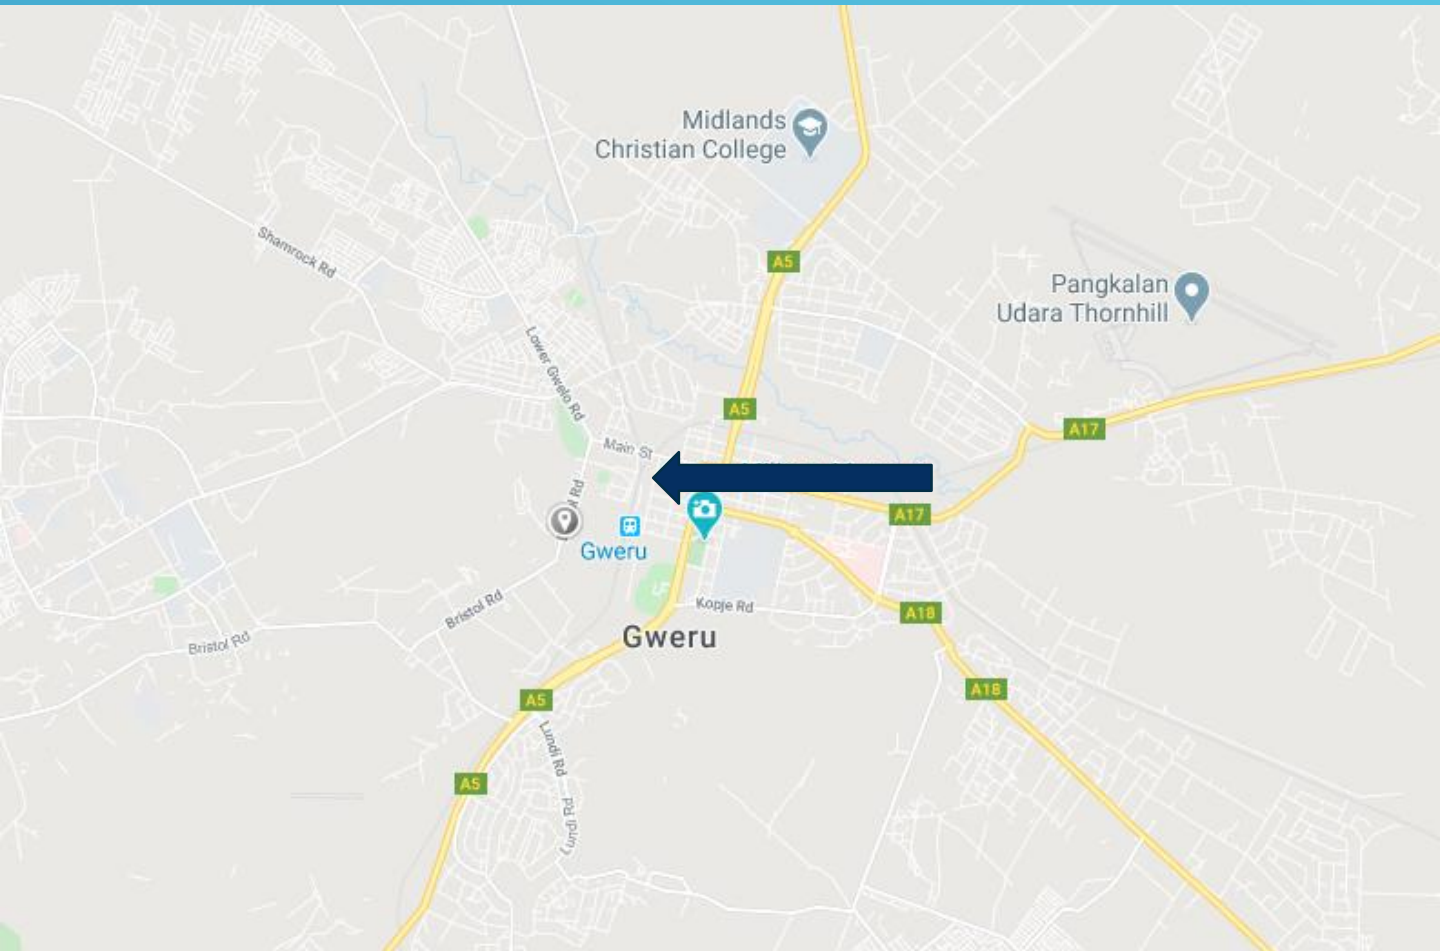 Midlands
Christian College
Shamrock Rd
A5
Pangkalan
Udara Thornhill
Lower Gwelo Rd
A5
A17
Main St
Rd
A17
Gweru
Bristol Rd
Kopje Rd
A18
Gweru
Bristol Rd
A18
A5
Lundi Rd
A5
Lundi Rd